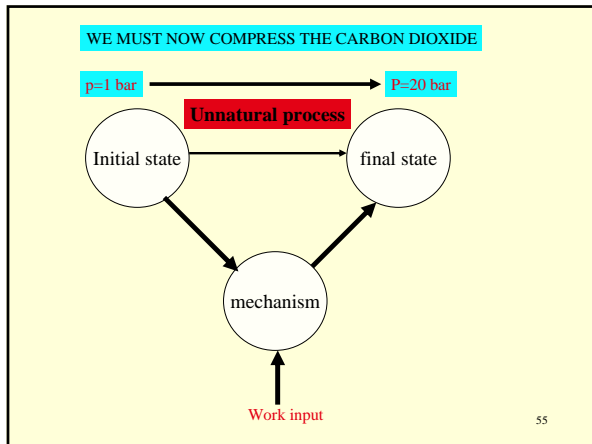 WE MUST NOW COMPRESS THE CARBON DIOXIDE
p=1 bar
P=20 bar
Unnatural process
Initial state
final state
mechanism
Work input
55